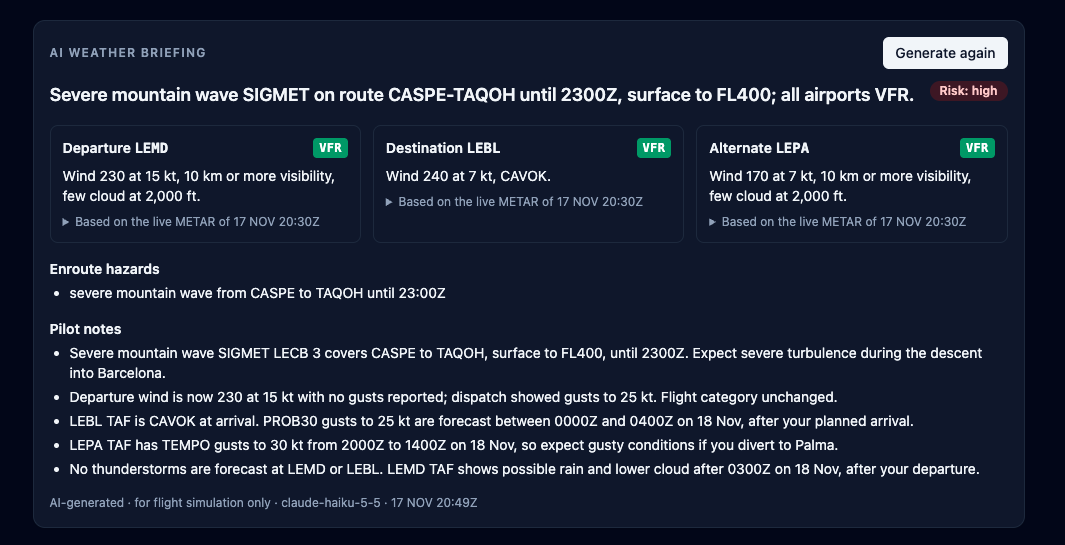 AI WEATHER BRIEFING
Generate again
Severe mountain wave SIGMET on route CASPE-TAQOH until 2300Z, surface to FL400; all airports VFR.
Risk: high
Departure LEMD
VFR
Wind 230 at 15 kt, 10 km or more visibility,
few cloud at 2,000 ft.
Based on the live METAR of 17 NOV 20:30Z
Destination LEBL
VFR
Wind 240 at 7 kt, CAVOK.
Based on the live METAR of 17 NOV 20:30Z
Alternate LEPA
VFR
Wind 170 at 7 kt, 10 km or more visibility,
few cloud at 2,000 ft.
Based on the live METAR of 17 NOV 20:30Z
Enroute hazards
• severe mountain wave from CASPE to TAQOH until 23:00Z
Pilot notes
• Severe mountain wave SIGMET LECB 3 covers CASPE to TAQOH, surface to FL400, until 2300Z. Expect severe turbulence during the descent
into Barcelona.
• Departure wind is now 230 at 15 kt with no gusts reported; dispatch showed gusts to 25 kt. Flight category unchanged.
• LEBL TAF is CAVOK at arrival. PROB30 gusts to 25 kt are forecast between 0000Z and 0400Z on 18 Nov, after your planned arrival.
• LEPA TAF has TEMPO gusts to 30 kt from 2000Z to 1400Z on 18 Nov, so expect gusty conditions if you divert to Palma.
• No thunderstorms are forecast at LEMD or LEBL. LEMD TAF shows possible rain and lower cloud after 0300Z on 18 Nov, after your departure.
AI-generated · for flight simulation only · claude-haiku-5-5 · 17 NOV 20:49Z